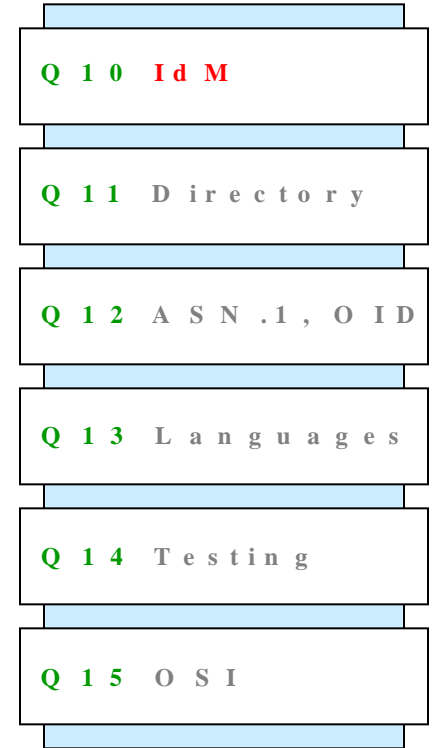 Q10 IdM
Q11 Directory
Q12 ASN.1, OID
Q13 Languages
Q14 Testing
Q15 OSI